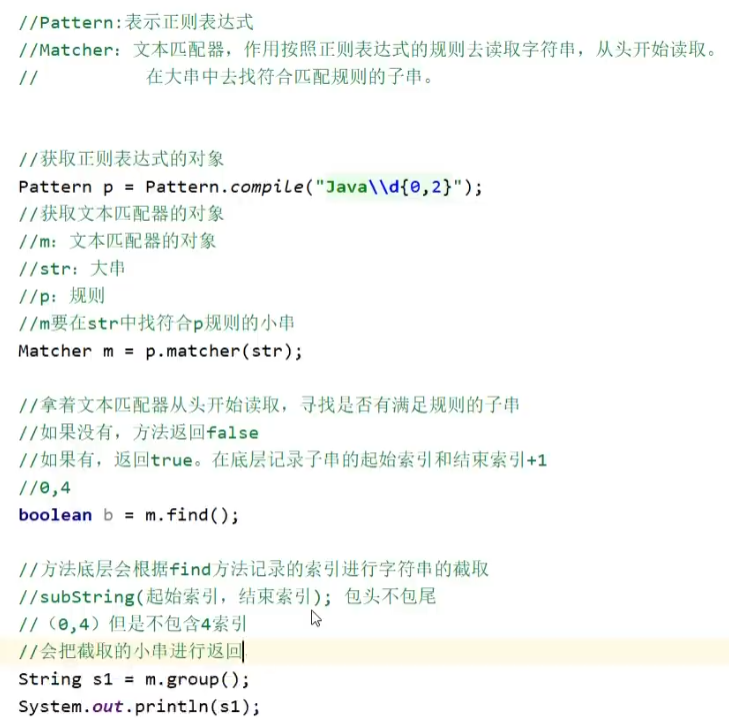 //Pattern:表示正则表达式
//Matcher: 文本匹配器，作用按照正则表达式的规则去读取字符串，从头开始读取。
// 在大串中去找符合匹配规则的子串。
//获取正则表达式的对象
Pattern p = Pattern.compile("Java\\d{0,2}");
//获取文本匹配器的对象
//m: 文本匹配器的对象
//str: 大串
//p: 规则
//m要在str中找符合p规则的小串
Matcher m = p.matcher(str);
//拿着文本匹配器从头开始读取，寻找是否有满足规则的子串
//如果没有，方法返回false
//如果有，返回true。在底层记录子串的起始索引和结束索引+1
//0,4
boolean b = m.find();
//方法底层会根据find方法记录的索引进行字符串的截取
//subString(起始索引，结束索引); 包头不包尾
//（0,4）但是不包含4索引
//会把截取的小串进行返回
String s1 = m.group();
System.out.println(s1);